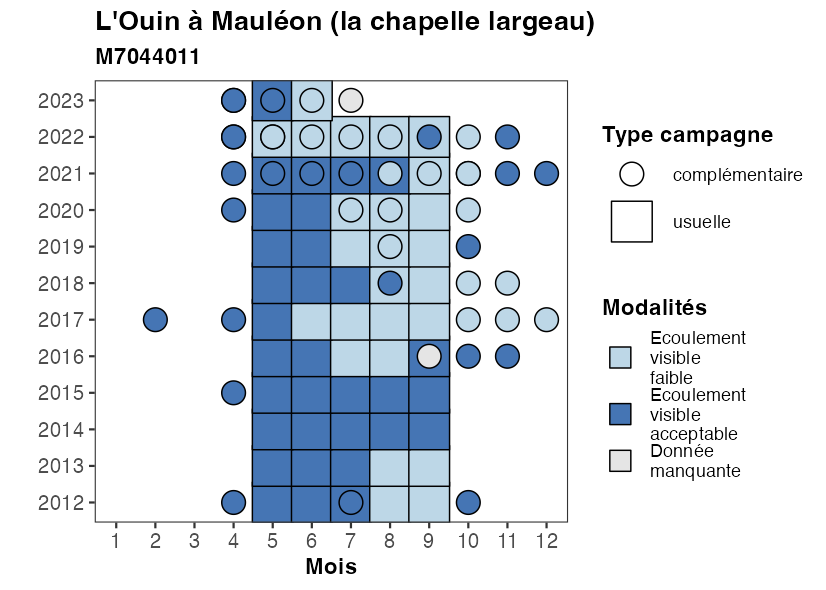 L'Ouin à Mauléon (la chapelle largeau)
M7044011
2023
2022
2021
2020
2019
2018
2017
2016
2015
2014
2013
2012
1 2 3 4 5 6 7 8 9 10 11 12
Mois
Type campagne
complémentaire
usuelle
Modalités
Ecoulement
visible
faible
Ecoulement
visible
acceptable
Donnée
manquante